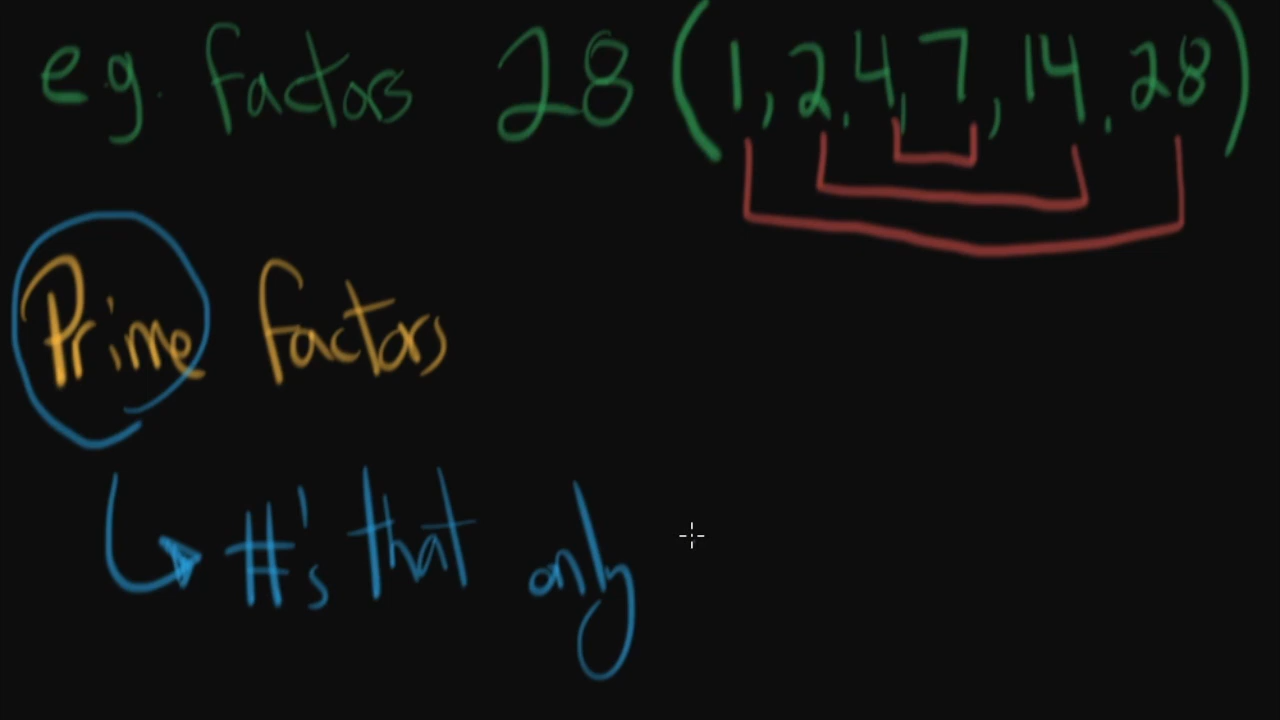 e.g. factors 28 (1, 2, 4, 7, 14, 28)
Prime factors
#'s that only